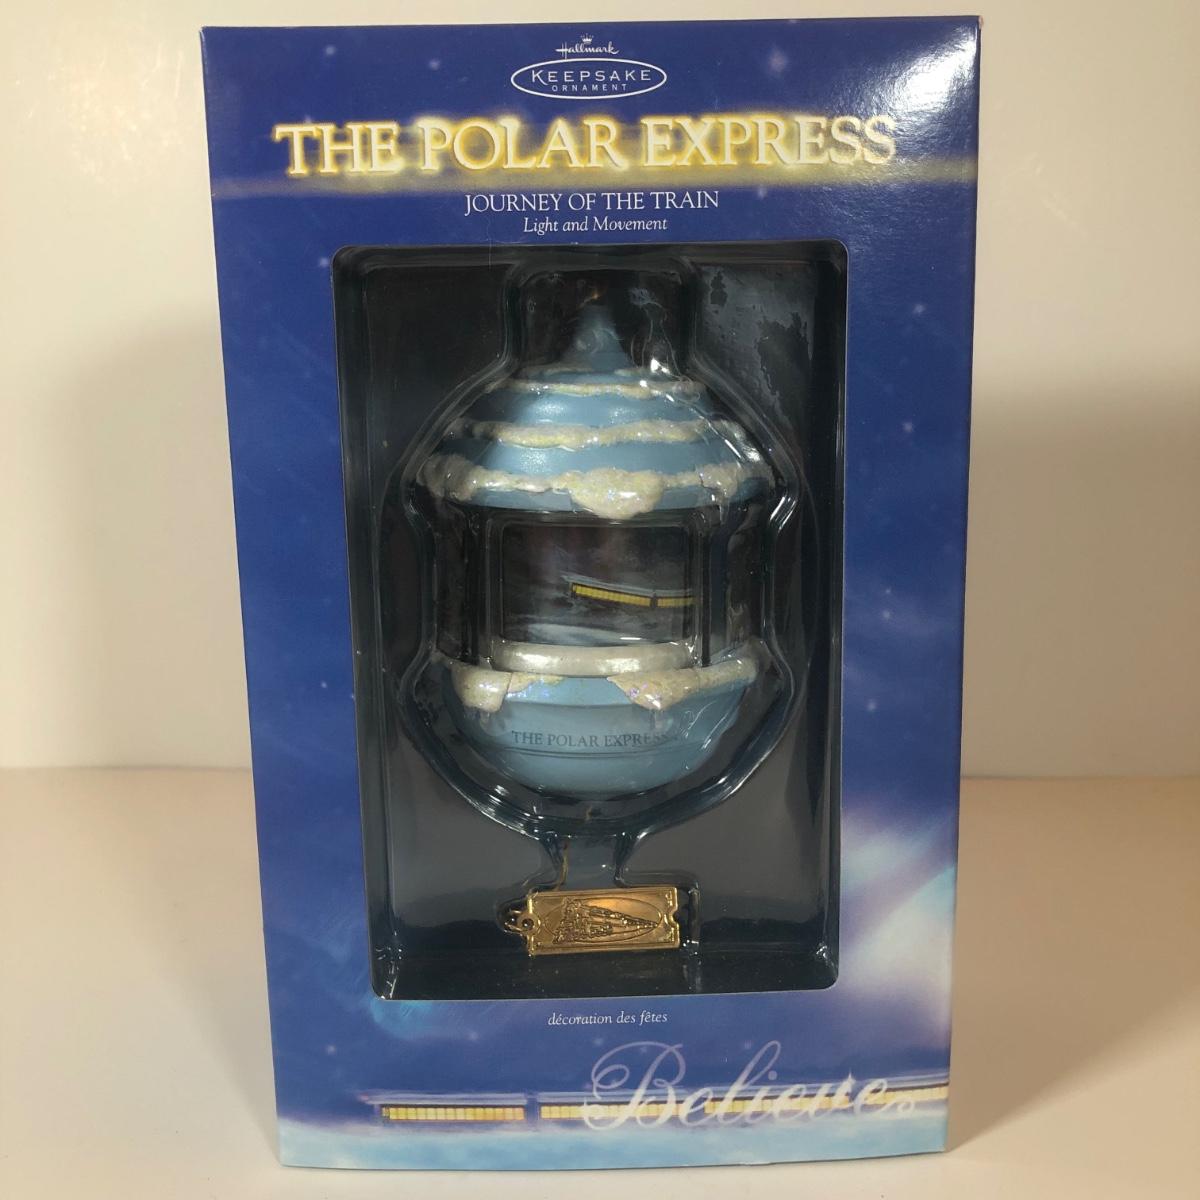 Hallmark
KEEPSAKE
ORNAMENT
THE POLAR EXPRESS
JOURNEY OF THE TRAIN
Light and Movement
THE POLAR EXPRESS
décoration des fêtes
Believe